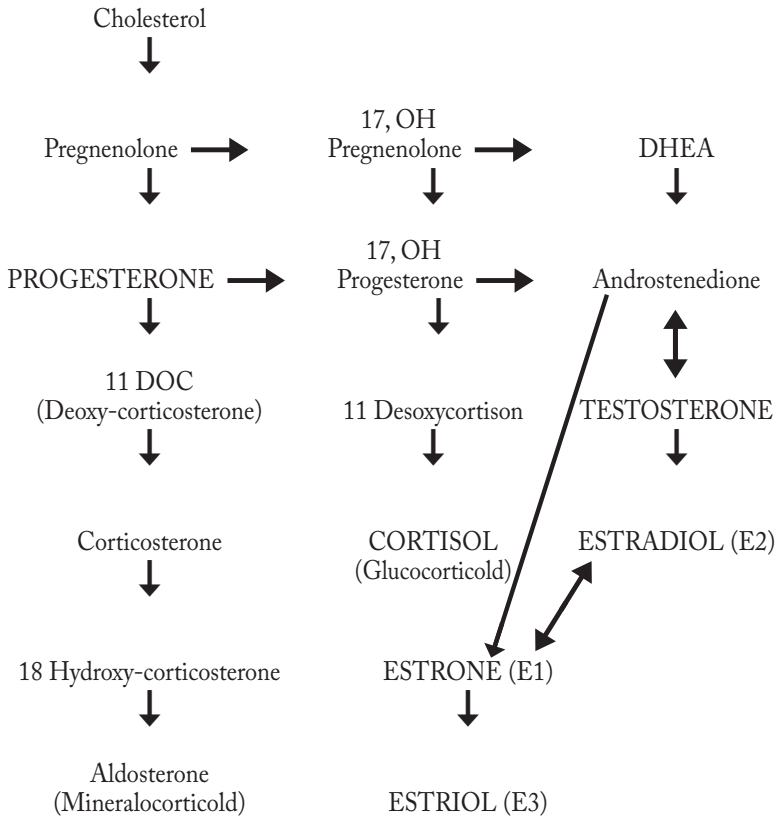 Cholesterol
17, OH
Pregnenolone
Pregnenolone
DHEA
17, OH
PROGESTERONE
Progesterone
Androstenedione
11 DOC
(Deoxy-corticosterone)
11 Desoxycortison
TESTOSTERONE
Corticosterone
CORTISOL
(Glucocorticold)
ESTRADIOL (E2)
18 Hydroxy-corticosterone
ESTRONE (E1)
Aldosterone
(Mineralocorticold)
ESTRIOL (E3)